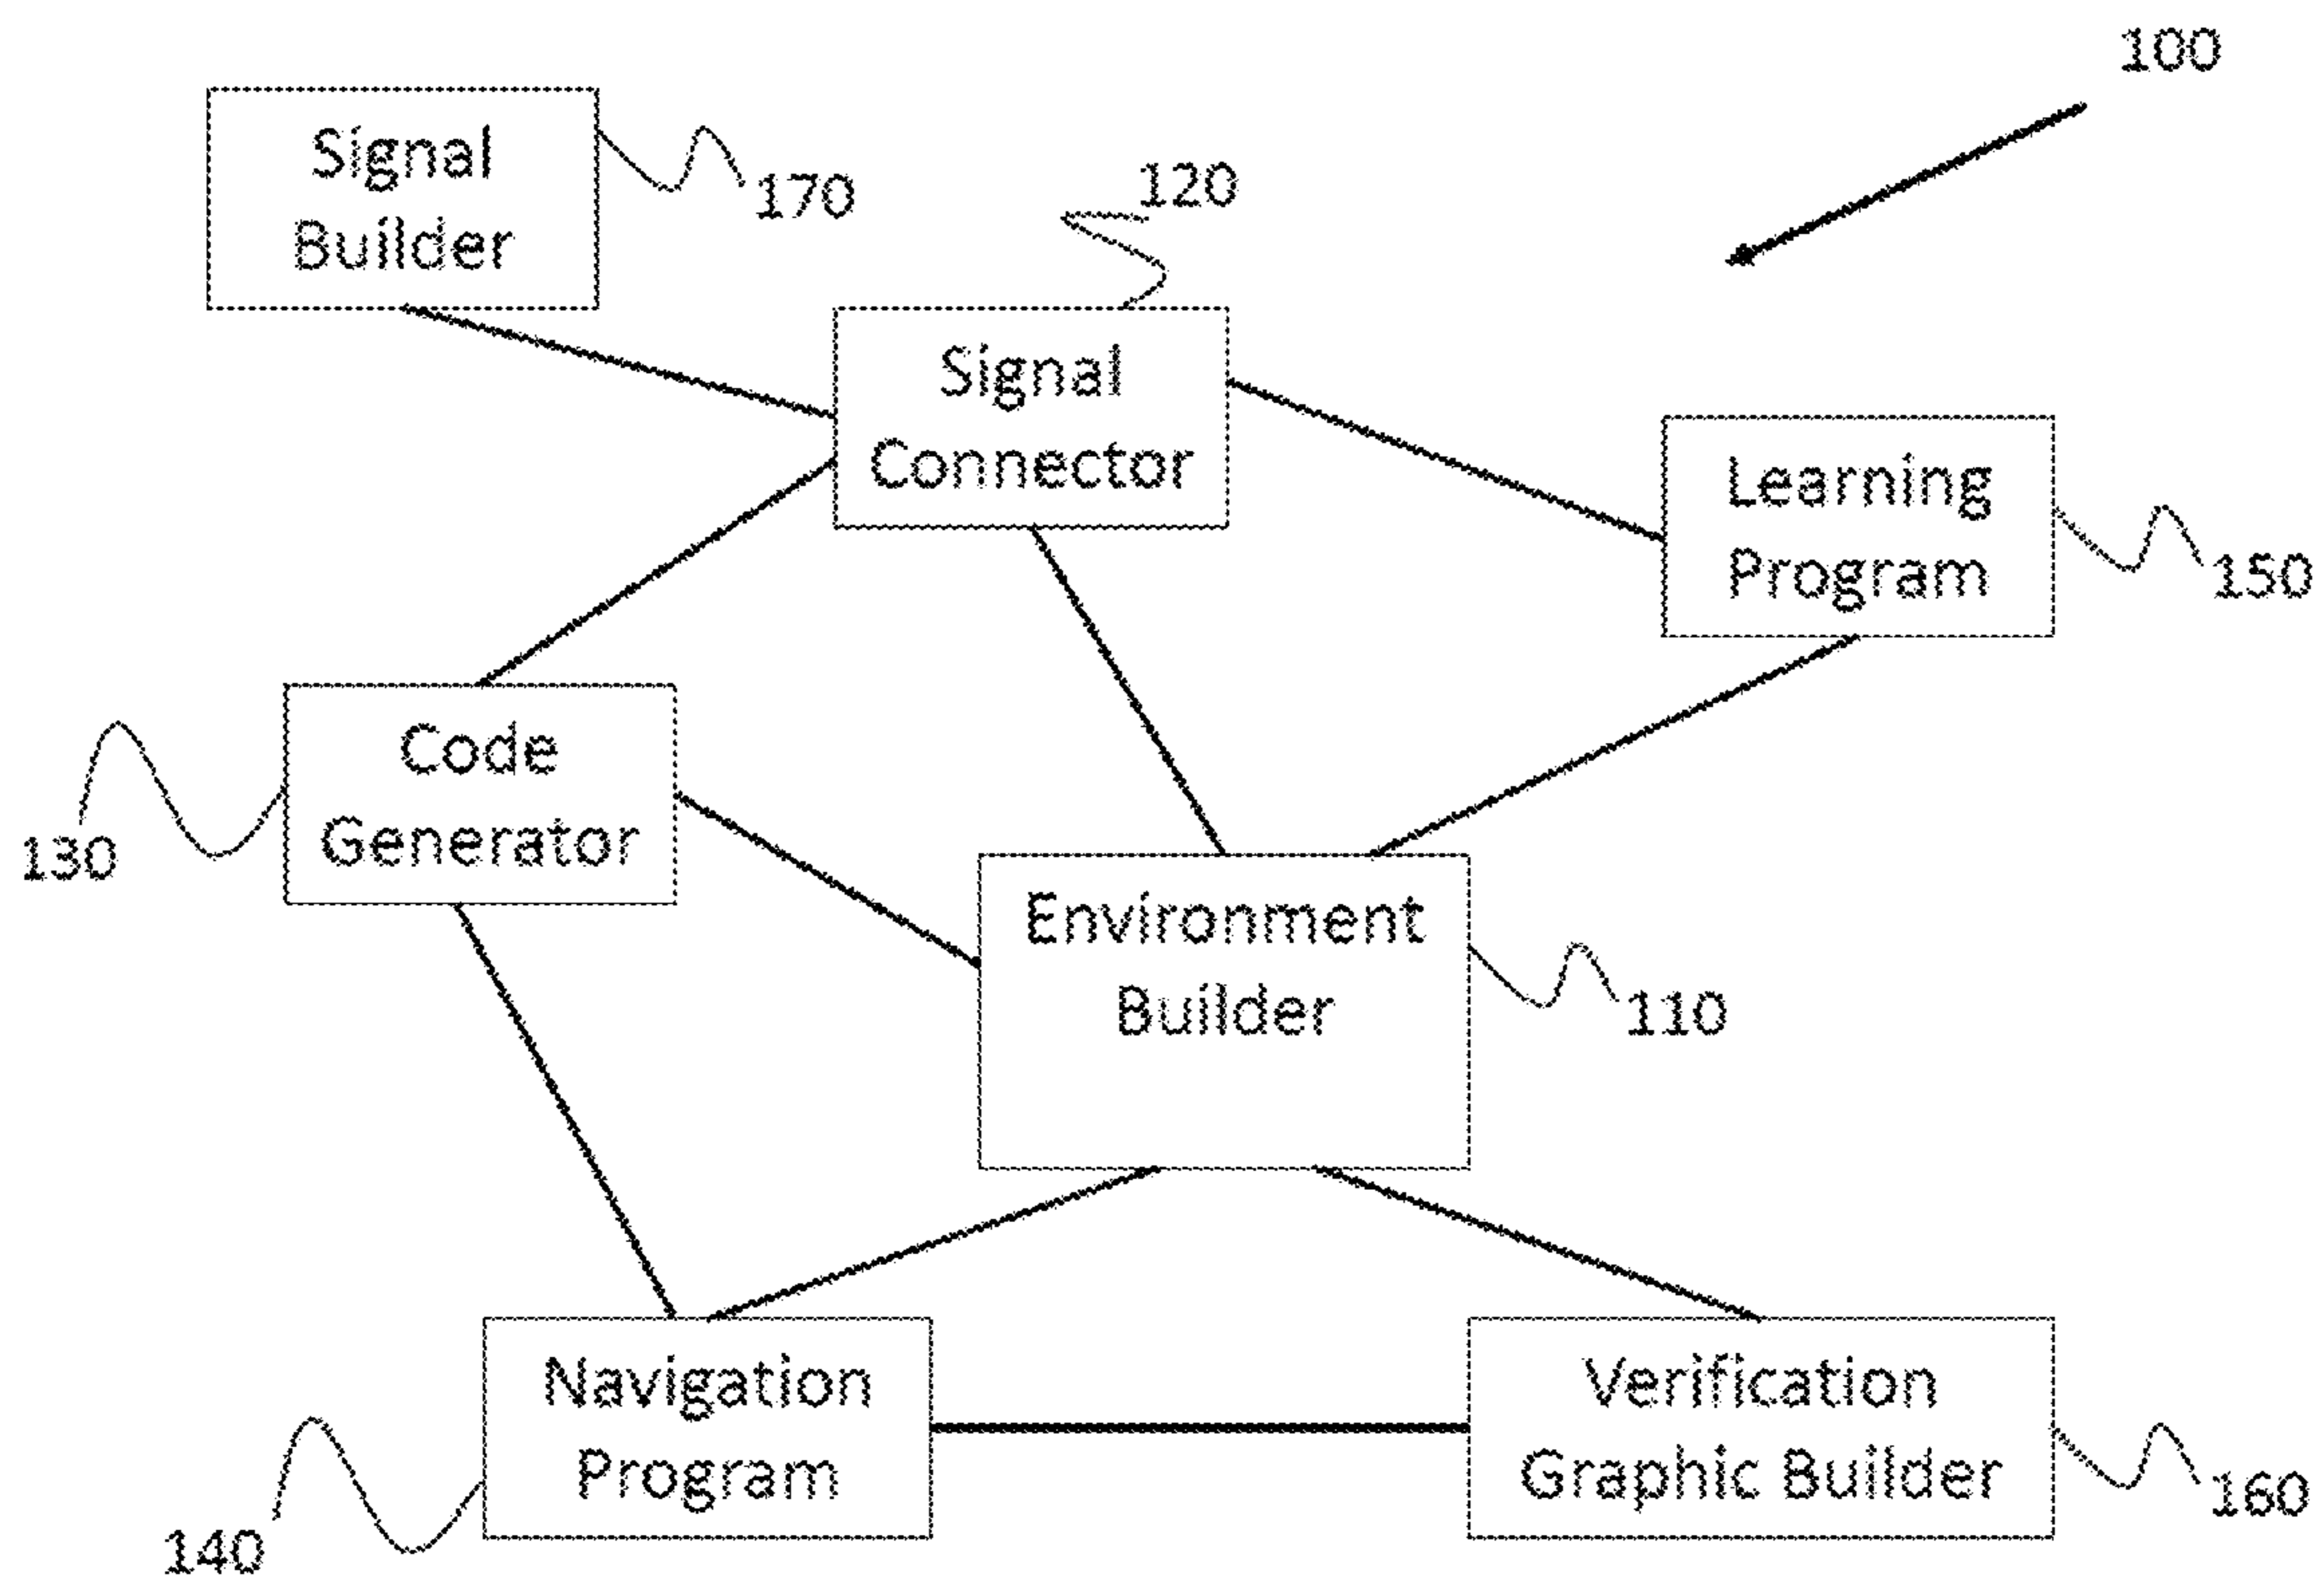 100
Signal
Builder
170
120
Signal
Connector
Learning
Program
150
Code
Generator
130
Environment
Builder
110
Navigation
Program
140
Verification
Graphic Builder
160